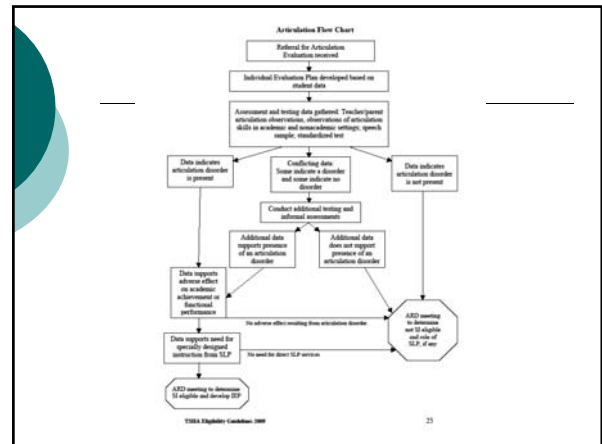 Articulation Flow Chart
Referral for Articulation
Evaluation received
Individual Evaluation Plan developed based on
student data
Assessment and testing data gathered: Teacher/parent
articulation observations, observations of articulation
skills in academic and nonacademic settings, speech
sample, standardized test
Data indicates
articulation disorder
is present
Conflicting data:
Some indicate a disorder
and some indicate no
disorder
Data indicates
articulation disorder
is not present
Conduct additional testing and
informal assessments
Additional data
supports presence
of an articulation
disorder
Additional data
does not support
presence of an
articulation disorder
Data supports
adverse effect
on academic
achievement or
functional
performance
No adverse effect resulting from articulation disorder
ARD meeting
to determine
not SI eligible
and role of
SLP, if any
Data supports need for
specially designed
instruction from SLP
No need for direct SLP services
ARD meeting to determine
SI eligible and develop IEP
TSHA Eligibility Guidelines 2009
25